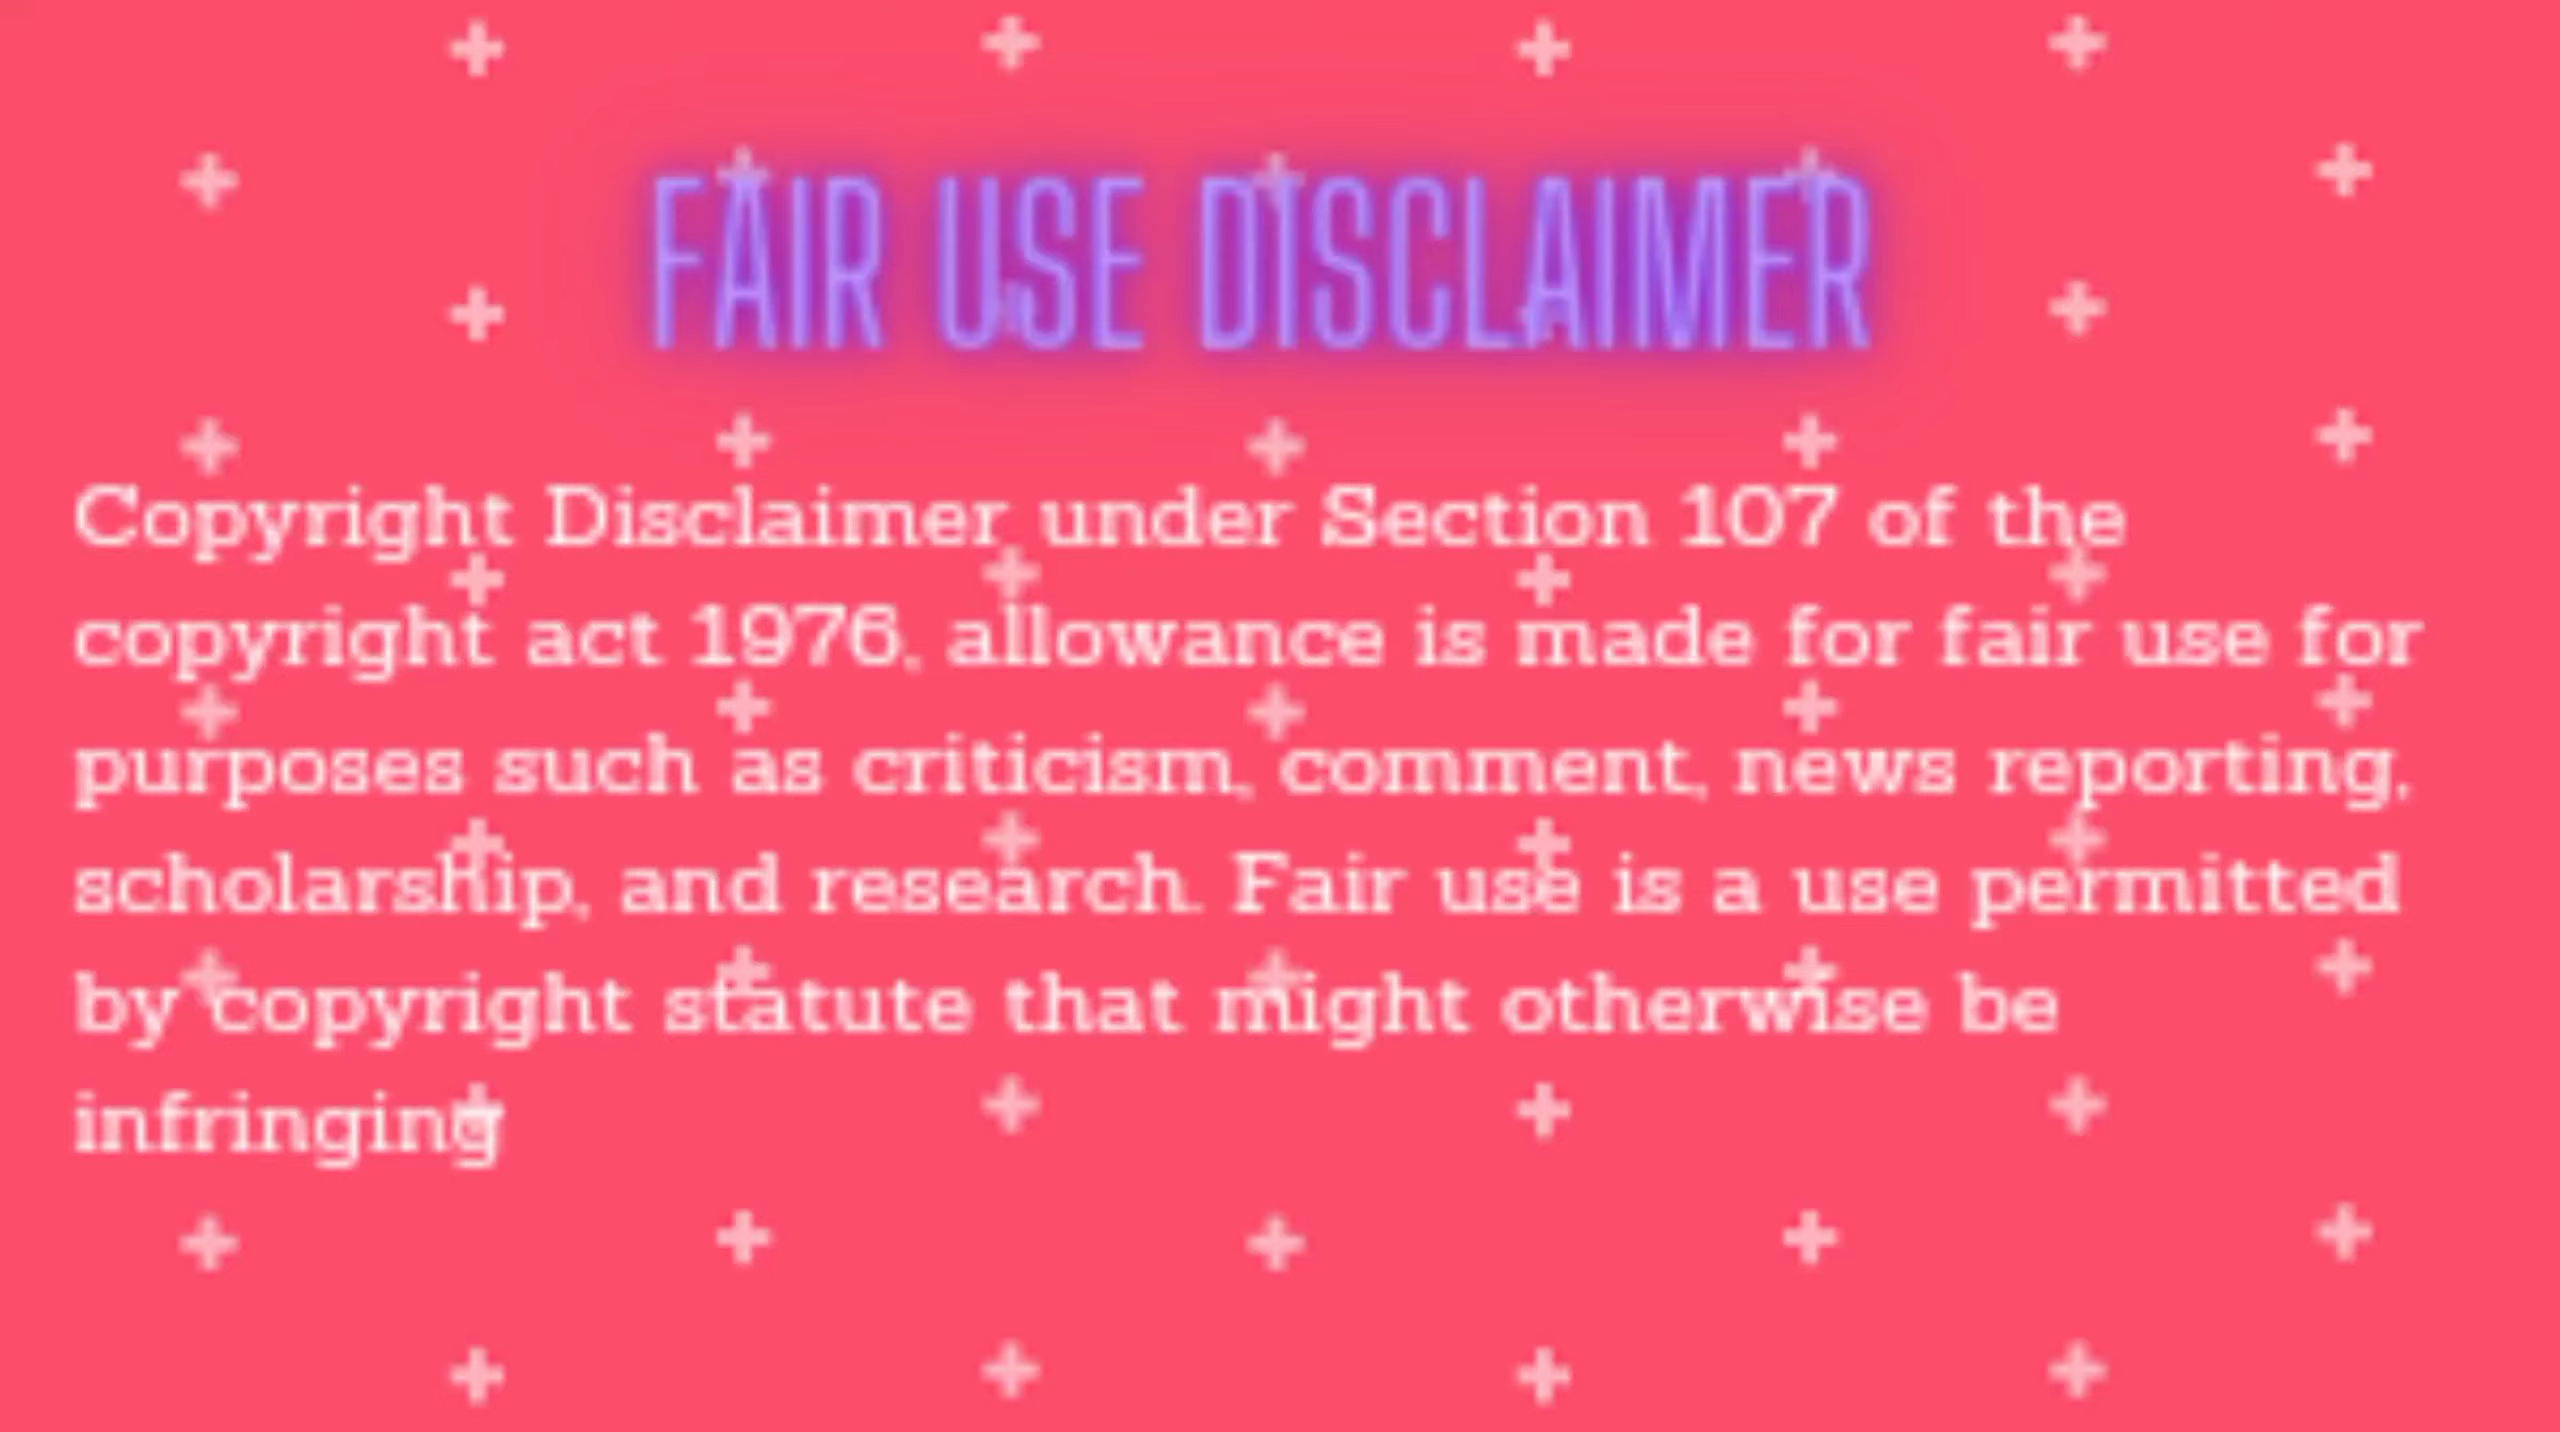 FAIR USE DISCLAIMER
Copyright Disclaimer under Section 107 of the
copyright act 1976, allowance is made for fair use for
purposes such as criticism, comment, news reporting,
scholarship, and research. Fair use is a use permitted
by copyright statute that might otherwise be
infringing